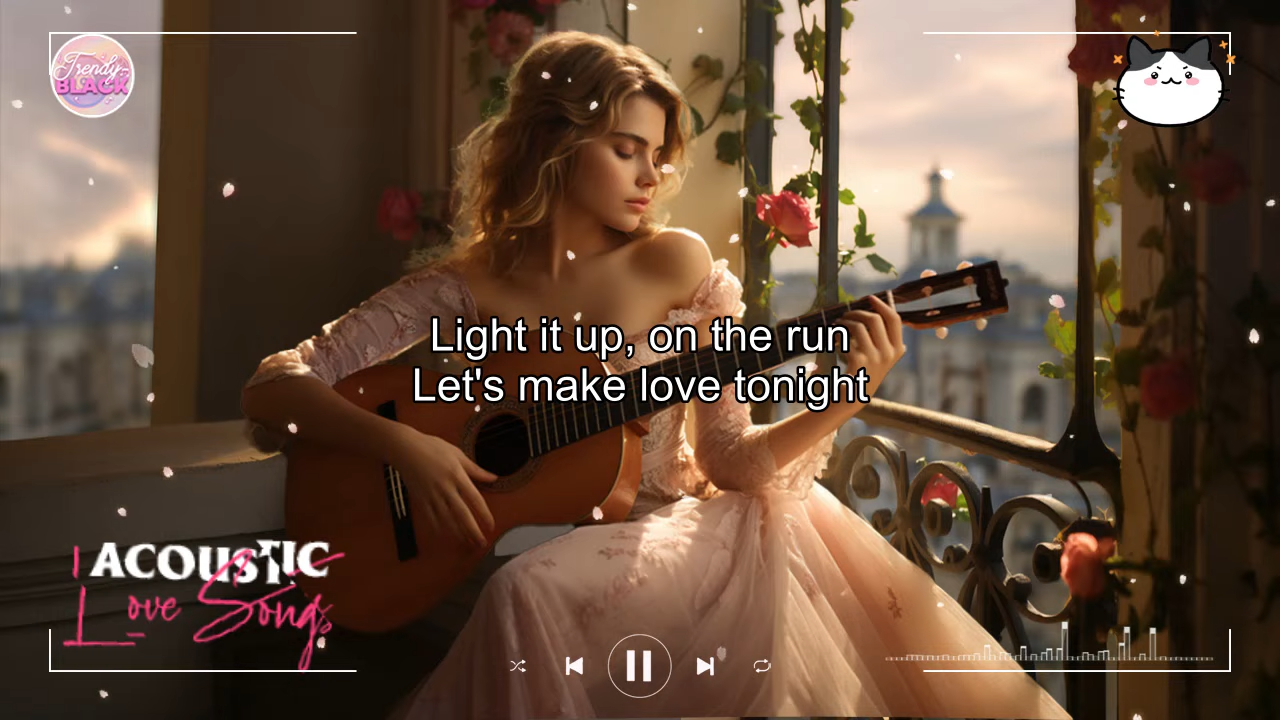 Trendy
BLACK
Light it up, on the run
Let's make love tonight
ACOUSTIC
Love Songs